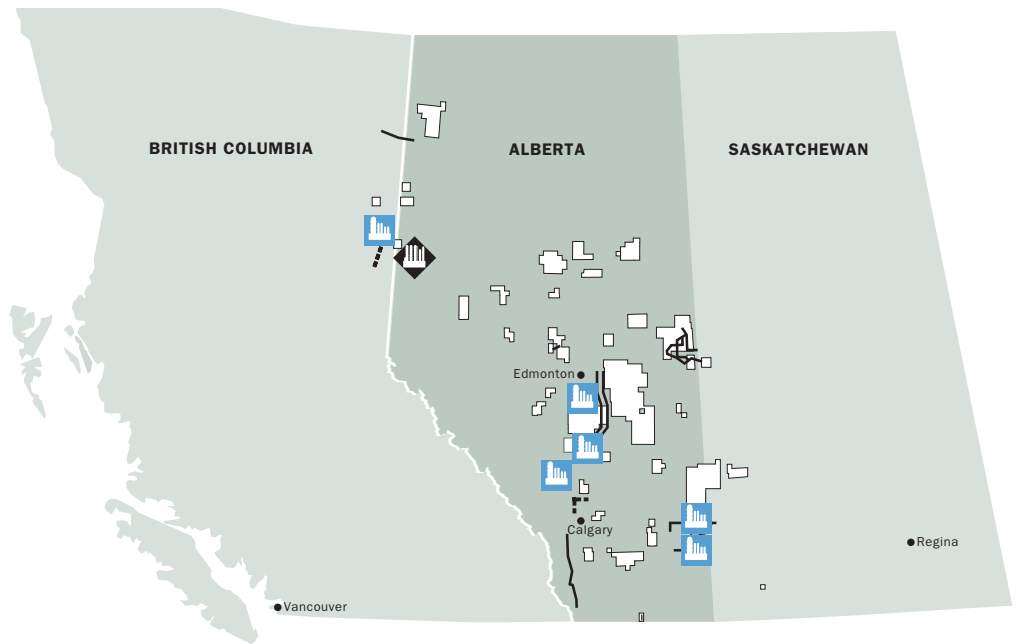 BRITISH COLUMBIA
ALBERTA
SASKATCHEWAN
Edmonton
Calgary
Regina
Vancouver